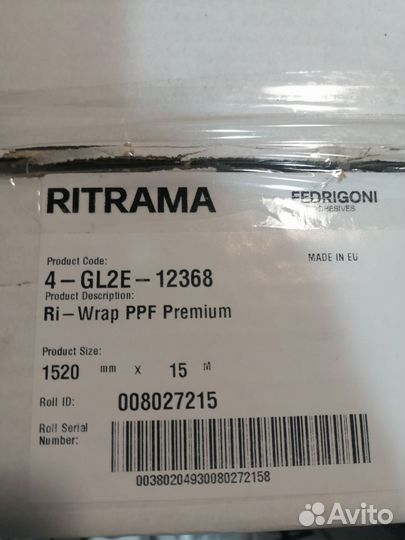 RITRAMA FEDRIGONI
ADHESIVES
Product Code: MADE IN EU
4-GL2E-12368
Product Description:
Ri-Wrap PPF Premium
Product Size:
1520 mm x 15 M
Roll ID: 008027215
Roll Serial
Number:
00380204930080272158
Avito